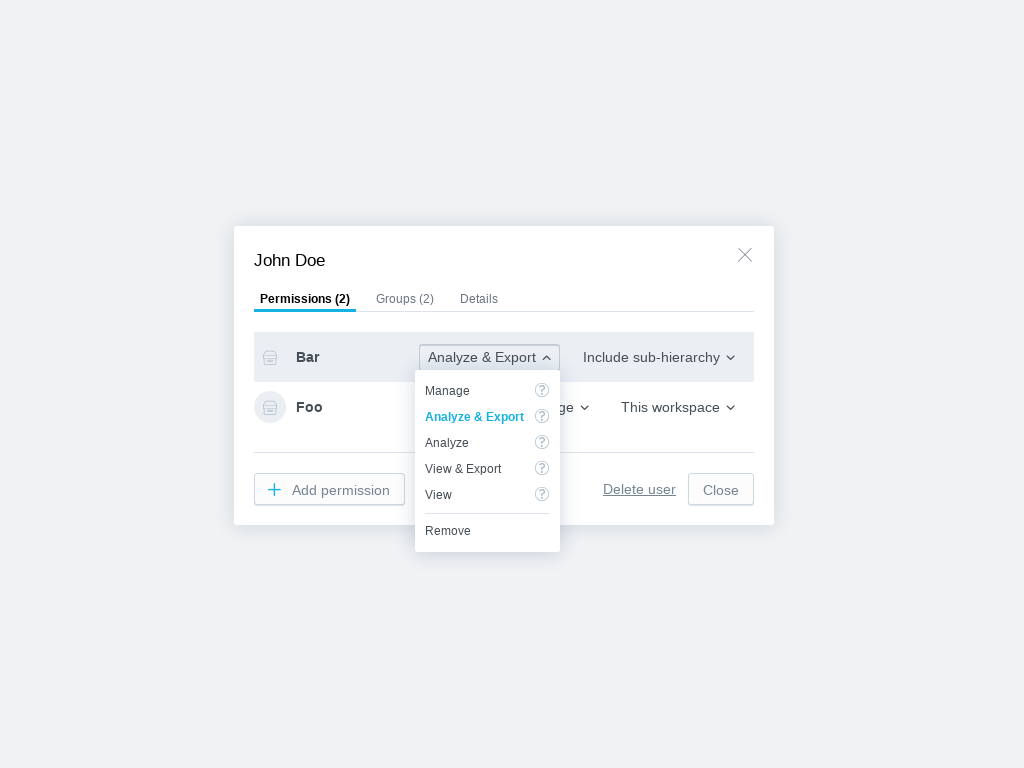 John Doe
Permissions (2) Groups (2) Details
Bar Analyze & Export Include sub-hierarchy
Foo This workspace
Manage
Analyze & Export
Analyze
View & Export
View
Remove
Add permission Delete user Close